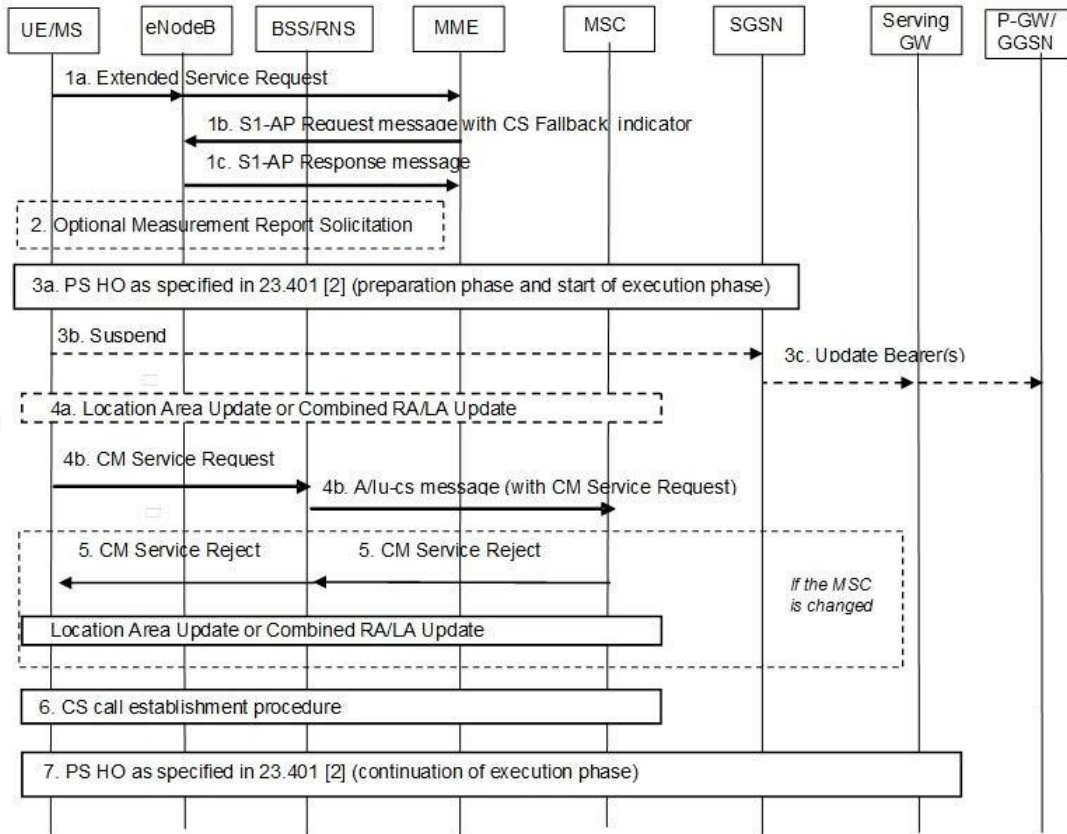 UE/MS
eNodeB
BSS/RNS
MME
MSC
SGSN
Serving
GW
P-GW/
GGSN
1a. Extended Service Request
1b. S1-AP Request message with CS Fallback indicator
1c. S1-AP Response message
2. Optional Measurement Report Solicitation
3a. PS HO as specified in 23.401 [2] (preparation phase and start of execution phase)
3b. Suspend
3c. Update Bearer(s)
4a. Location Area Update or Combined RA/LA Update
4b. CM Service Request
4b. A/Iu-cs message (with CM Service Request)
5. CM Service Reject
5. CM Service Reject
If the MSC
is changed
Location Area Update or Combined RA/LA Update
6. CS call establishment procedure
7. PS HO as specified in 23.401 [2] (continuation of execution phase)